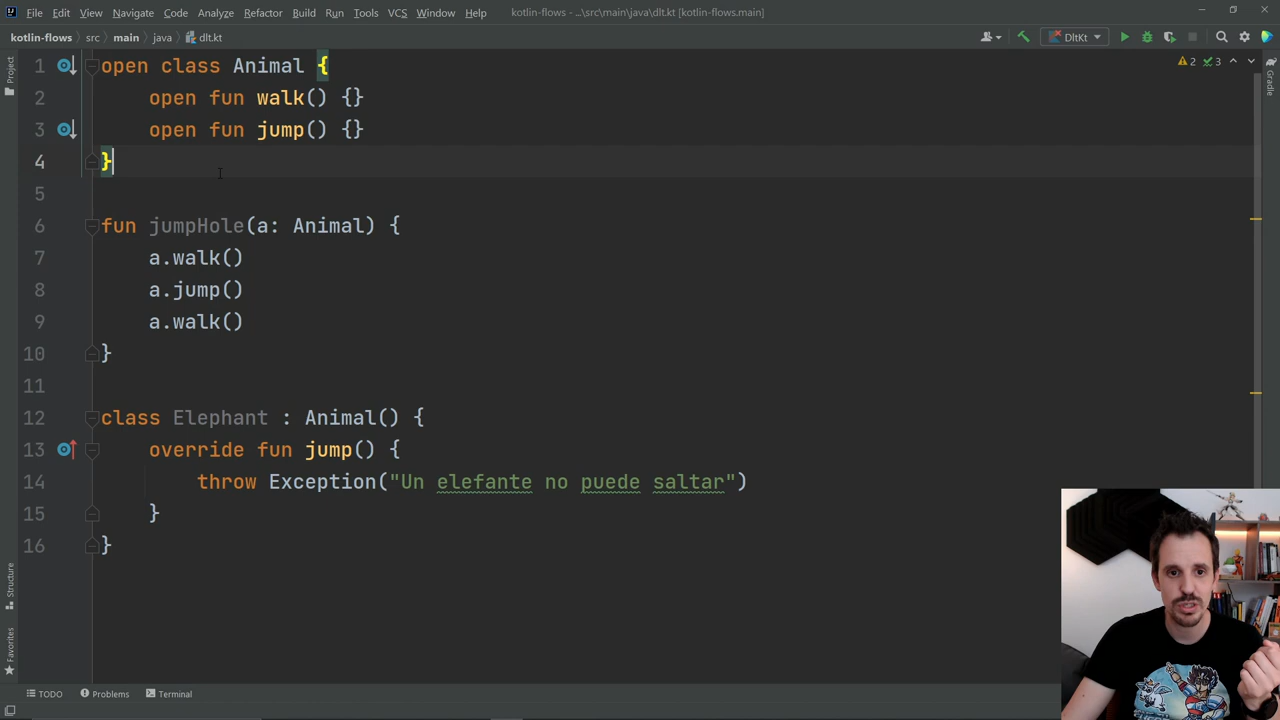 File Edit View Navigate Code Analyze Refactor Build Run Tools VCS Window Help kotlin-flows - ...\src\main\java\dlt.kt [kotlin-flows.main]
kotlin-flows src main java dlt.kt DltKt
Project
Gradle
2 3
1 open class Animal {
2 open fun walk() {}
3 open fun jump() {}
4 }
5
6 fun jumpHole(a: Animal) {
7 a.walk()
8 a.jump()
9 a.walk()
10 }
11
12 class Elephant : Animal() {
13 override fun jump() {
14 throw Exception("Un elefante no puede saltar")
15 }
16 }
Structure
Favorites
TODO Problems Terminal